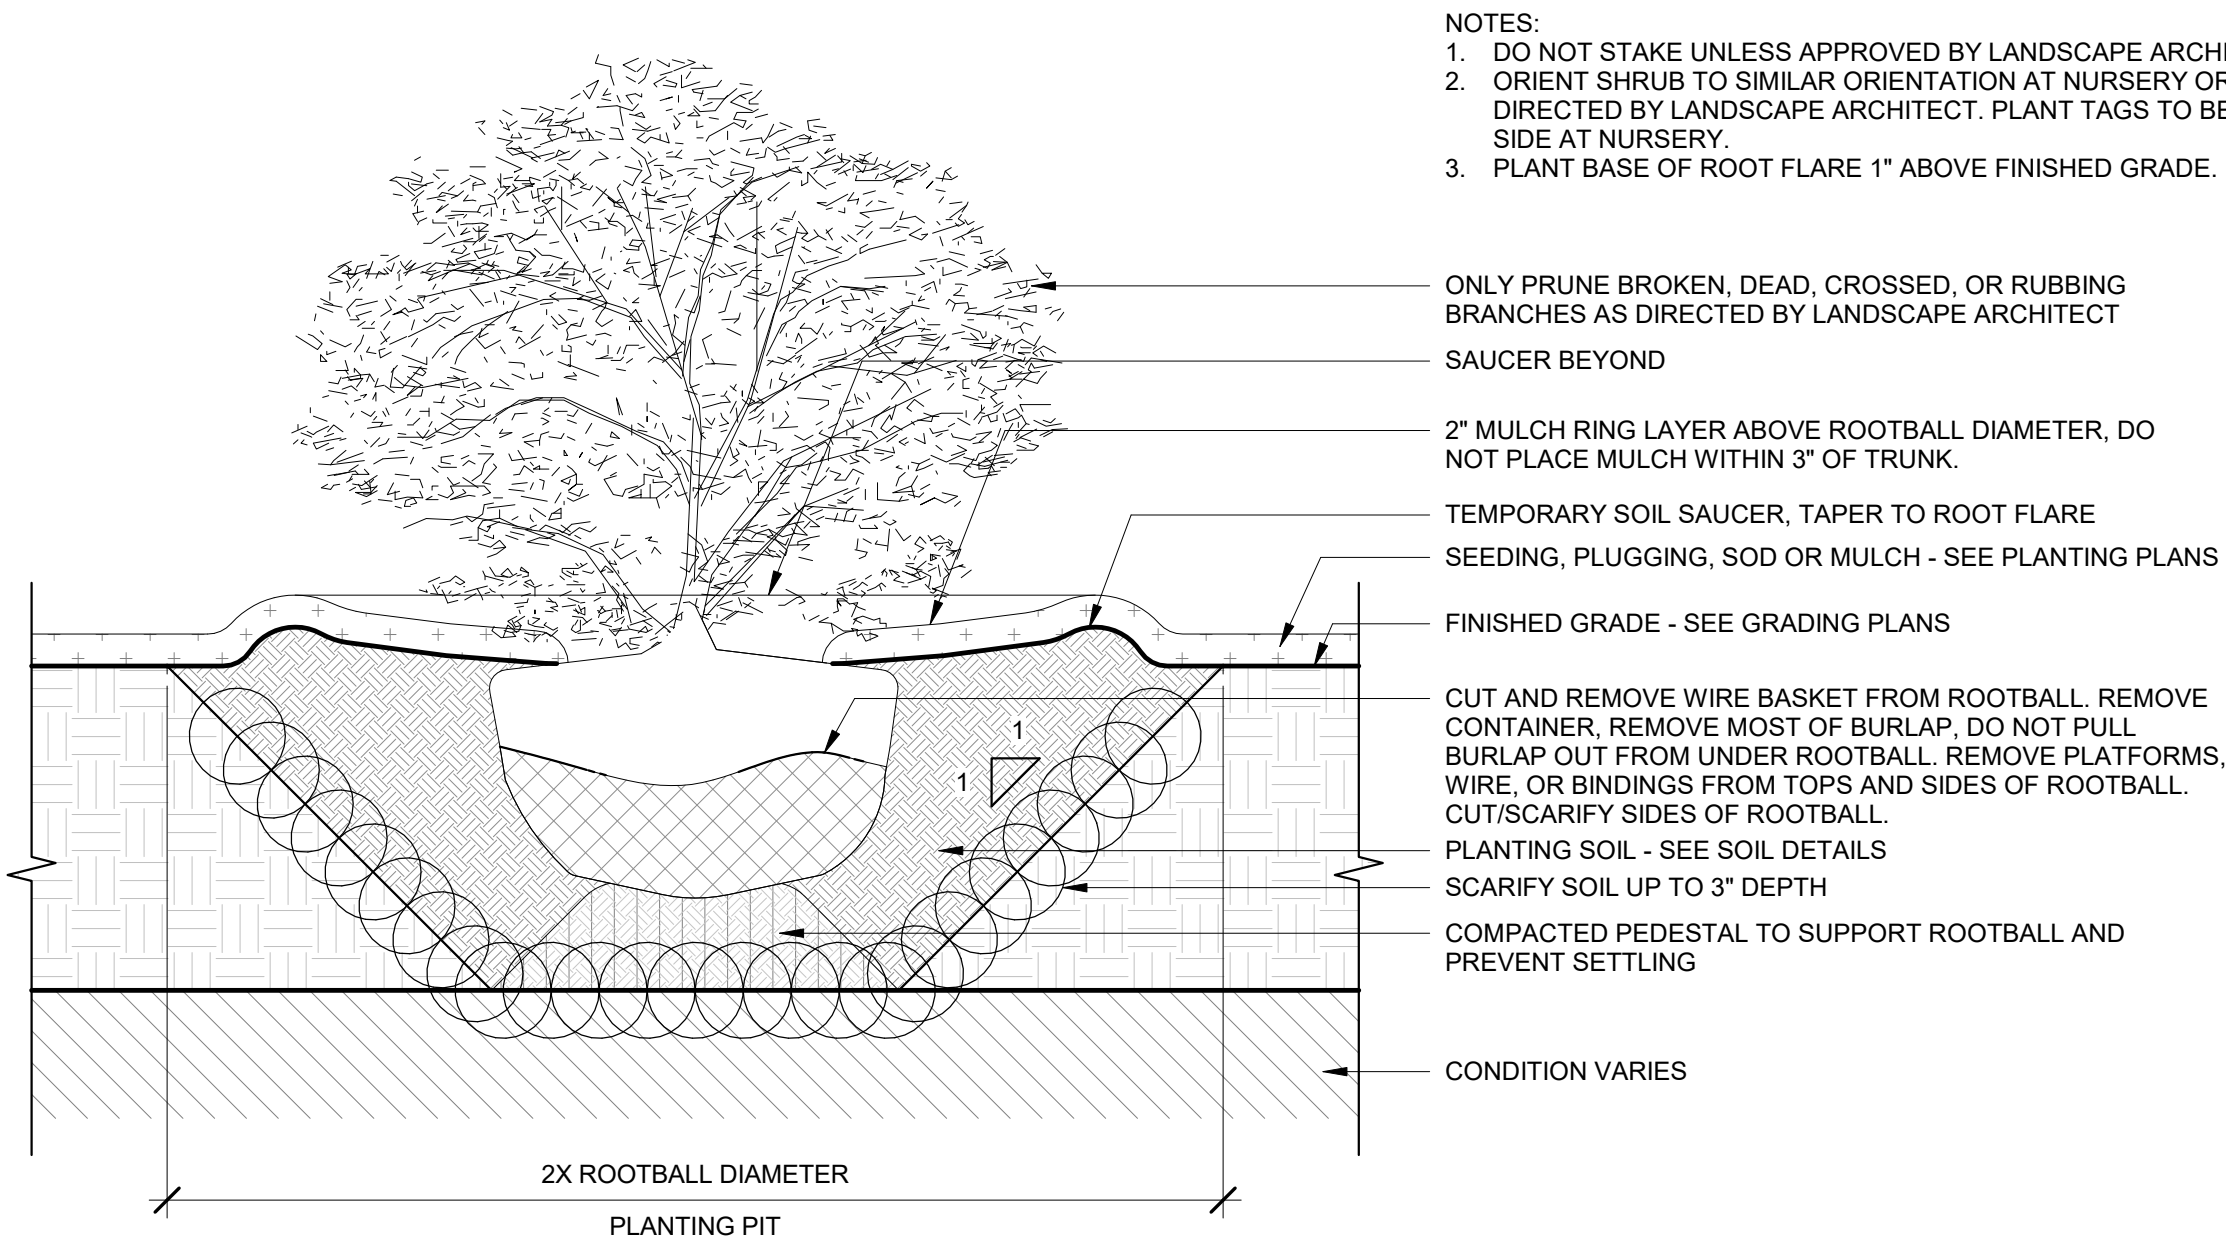 NOTES:
1. DO NOT STAKE UNLESS APPROVED BY LANDSCAPE
2. ORIENT SHRUB TO SIMILAR ORIENTATION AT NURSERY OR
DIRECTED BY LANDSCAPE ARCHITECT. PLANT TAGS TO BE
SIDE AT NURSERY.
3. PLANT BASE OF ROOT FLARE 1" ABOVE FINISHED GRADE.
ONLY PRUNE BROKEN, DEAD, CROSSED, OR RUBBING
BRANCHES AS DIRECTED BY LANDSCAPE ARCHITECT
SAUCER BEYOND
2" MULCH RING LAYER ABOVE ROOTBALL DIAMETER, DO
NOT PLACE MULCH WITHIN 3" OF TRUNK.
TEMPORARY SOIL SAUCER, TAPER TO ROOT FLARE
SEEDING, PLUGGING, SOD OR MULCH - SEE PLANTING PLANS
FINISHED GRADE - SEE GRADING PLANS
CUT AND REMOVE WIRE BASKET FROM ROOTBALL. REMOVE
CONTAINER, REMOVE MOST OF BURLAP, DO NOT PULL
BURLAP OUT FROM UNDER ROOTBALL. REMOVE PLATFORMS,
WIRE, OR BINDINGS FROM TOPS AND SIDES OF ROOTBALL.
CUT/SCARIFY SIDES OF ROOTBALL.
1
1
PLANTING SOIL - SEE SOIL DETAILS
SCARIFY SOIL UP TO 3" DEPTH
COMPACTED PEDESTAL TO SUPPORT ROOTBALL AND
PREVENT SETTLING
CONDITION VARIES
2X ROOTBALL DIAMETER
PLANTING PIT